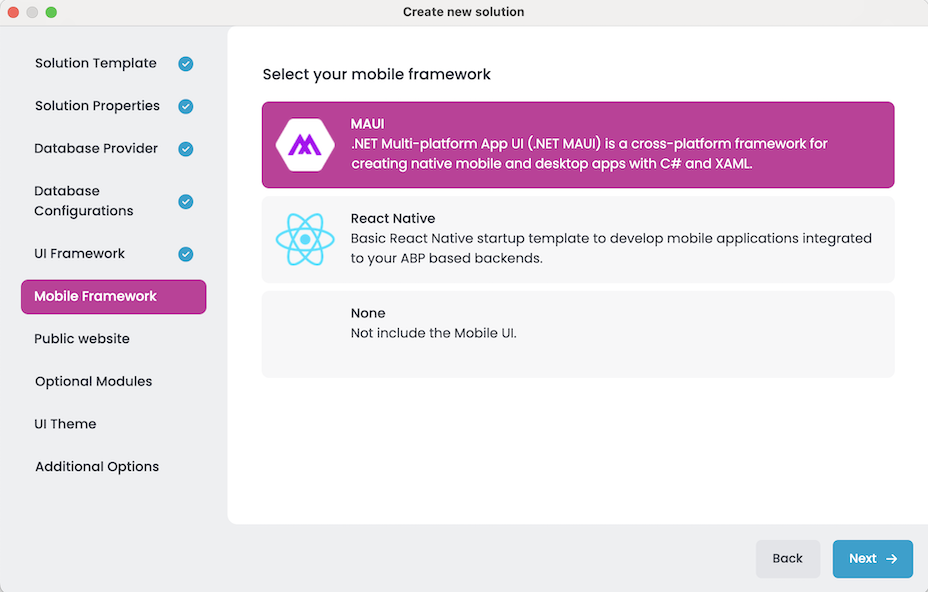 Create new solution
Solution Template
Solution Properties
Database Provider
Database
Configurations
UI Framework
Mobile Framework
Public website
Optional Modules
UI Theme
Additional Options
Select your mobile framework
MAUI
.NET Multi-platform App UI (.NET MAUI) is a cross-platform framework for
creating native mobile and desktop apps with C# and XAML.
React Native
Basic React Native startup template to develop mobile applications integrated
to your ABP based backends.
None
Not include the Mobile UI.
Back
Next